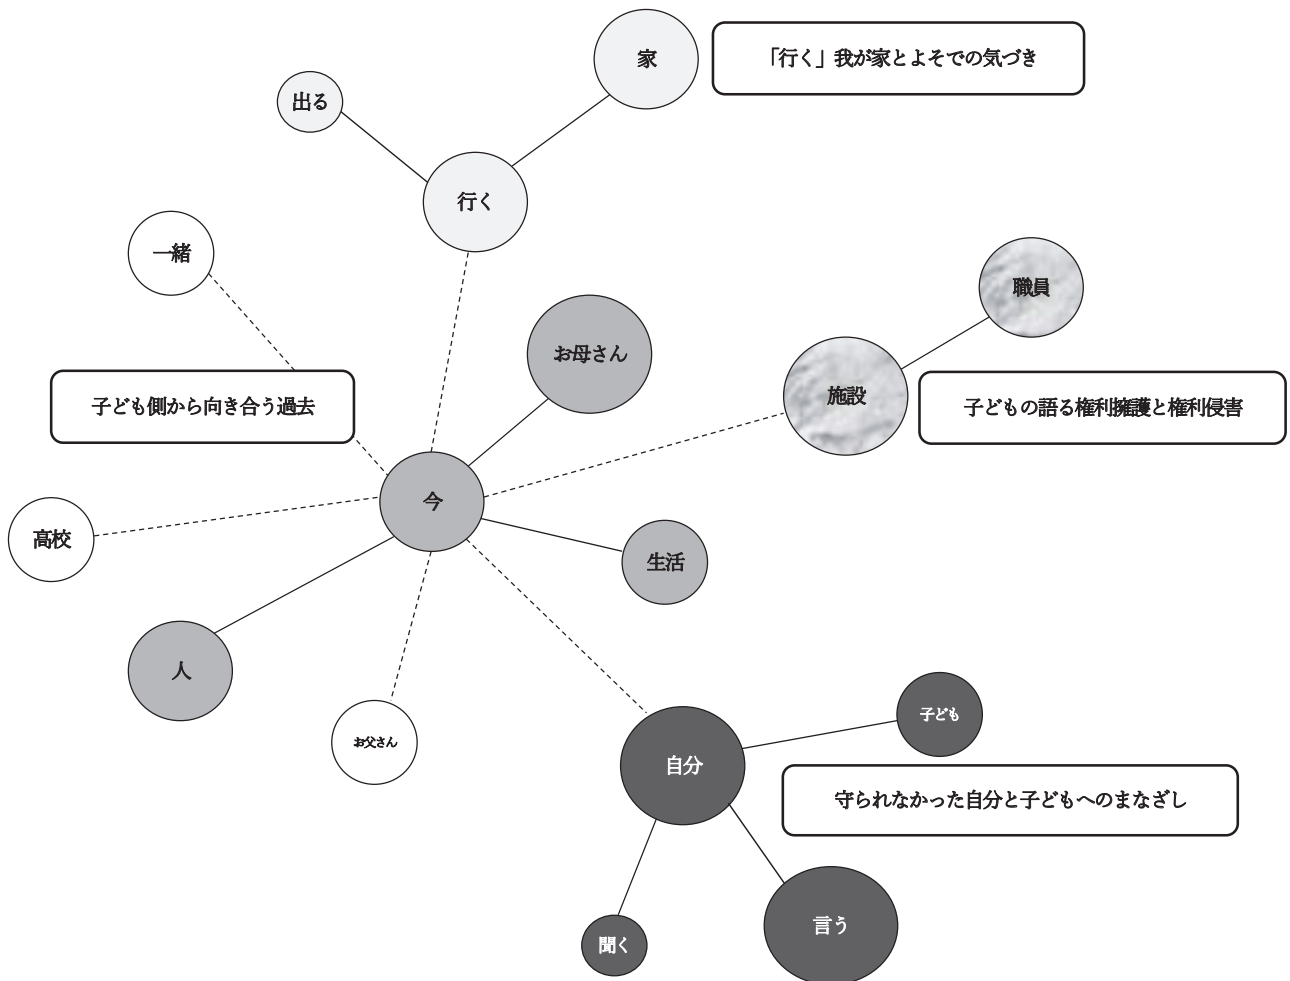 家
「行く」我が家とよそでの気づき
出る
行く
一緒
職員
お母さん
施設
子ども側から向き合う過去
子どもの語る権利擁護と権利侵害
今
高校
生活
人
お父さん
子ども
自分
守られなかった自分と子どもへのまなざし
言う
聞く